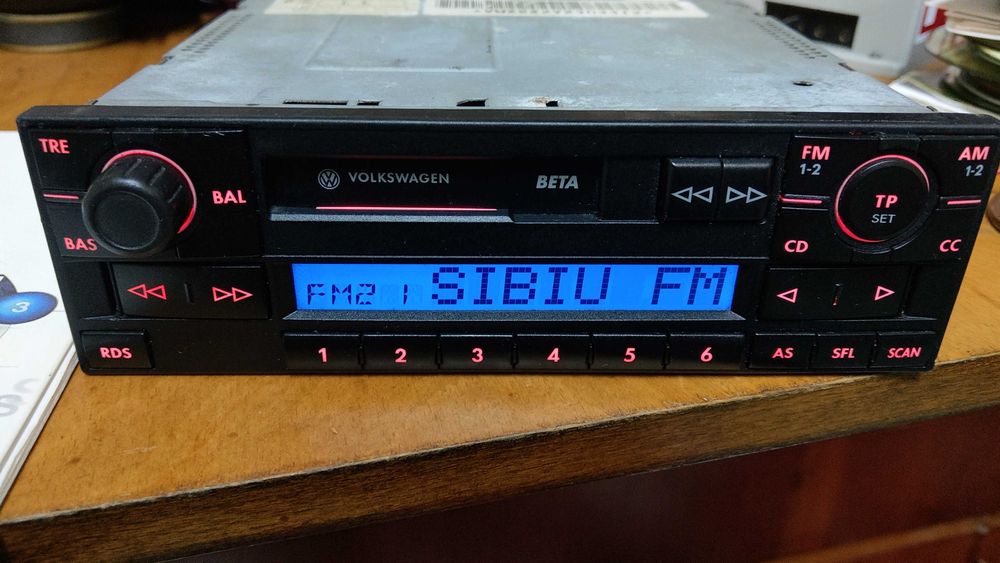 TRE
BAL
BAS
VOLKSWAGEN
BETA
FM
1-2
AM
1-2
TP
SET
CD
CC
FM2 1 SIBIU FM
RDS
1 2 3 4 5 6
AS
SFL
SCAN
3